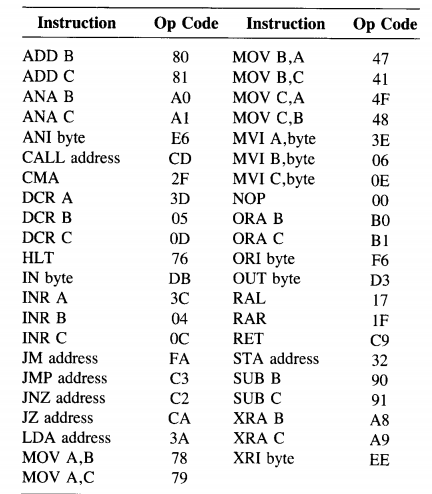 Instruction Op Code Instruction Op Code
ADD B 80 MOV B,A 47
ADD C 81 MOV B,C 41
ANA B A0 MOV C,A 4F
ANA C A1 MOV C,B 48
ANI byte E6 MVI A,byte 3E
CALL address CD MVI B,byte 06
CMA 2F MVI C,byte 0E
DCR A 3D NOP 00
DCR B 05 ORA B B0
DCR C 0D ORA C B1
HLT 76 ORI byte F6
IN byte DB OUT byte D3
INR A 3C RAL 17
INR B 04 RAR 1F
INR C 0C RET C9
JM address FA STA address 32
JMP address C3 SUB B 90
JNZ address C2 SUB C 91
JZ address CA XRA B A8
LDA address 3A XRA C A9
MOV A,B 78 XRI byte EE
MOV A,C 79